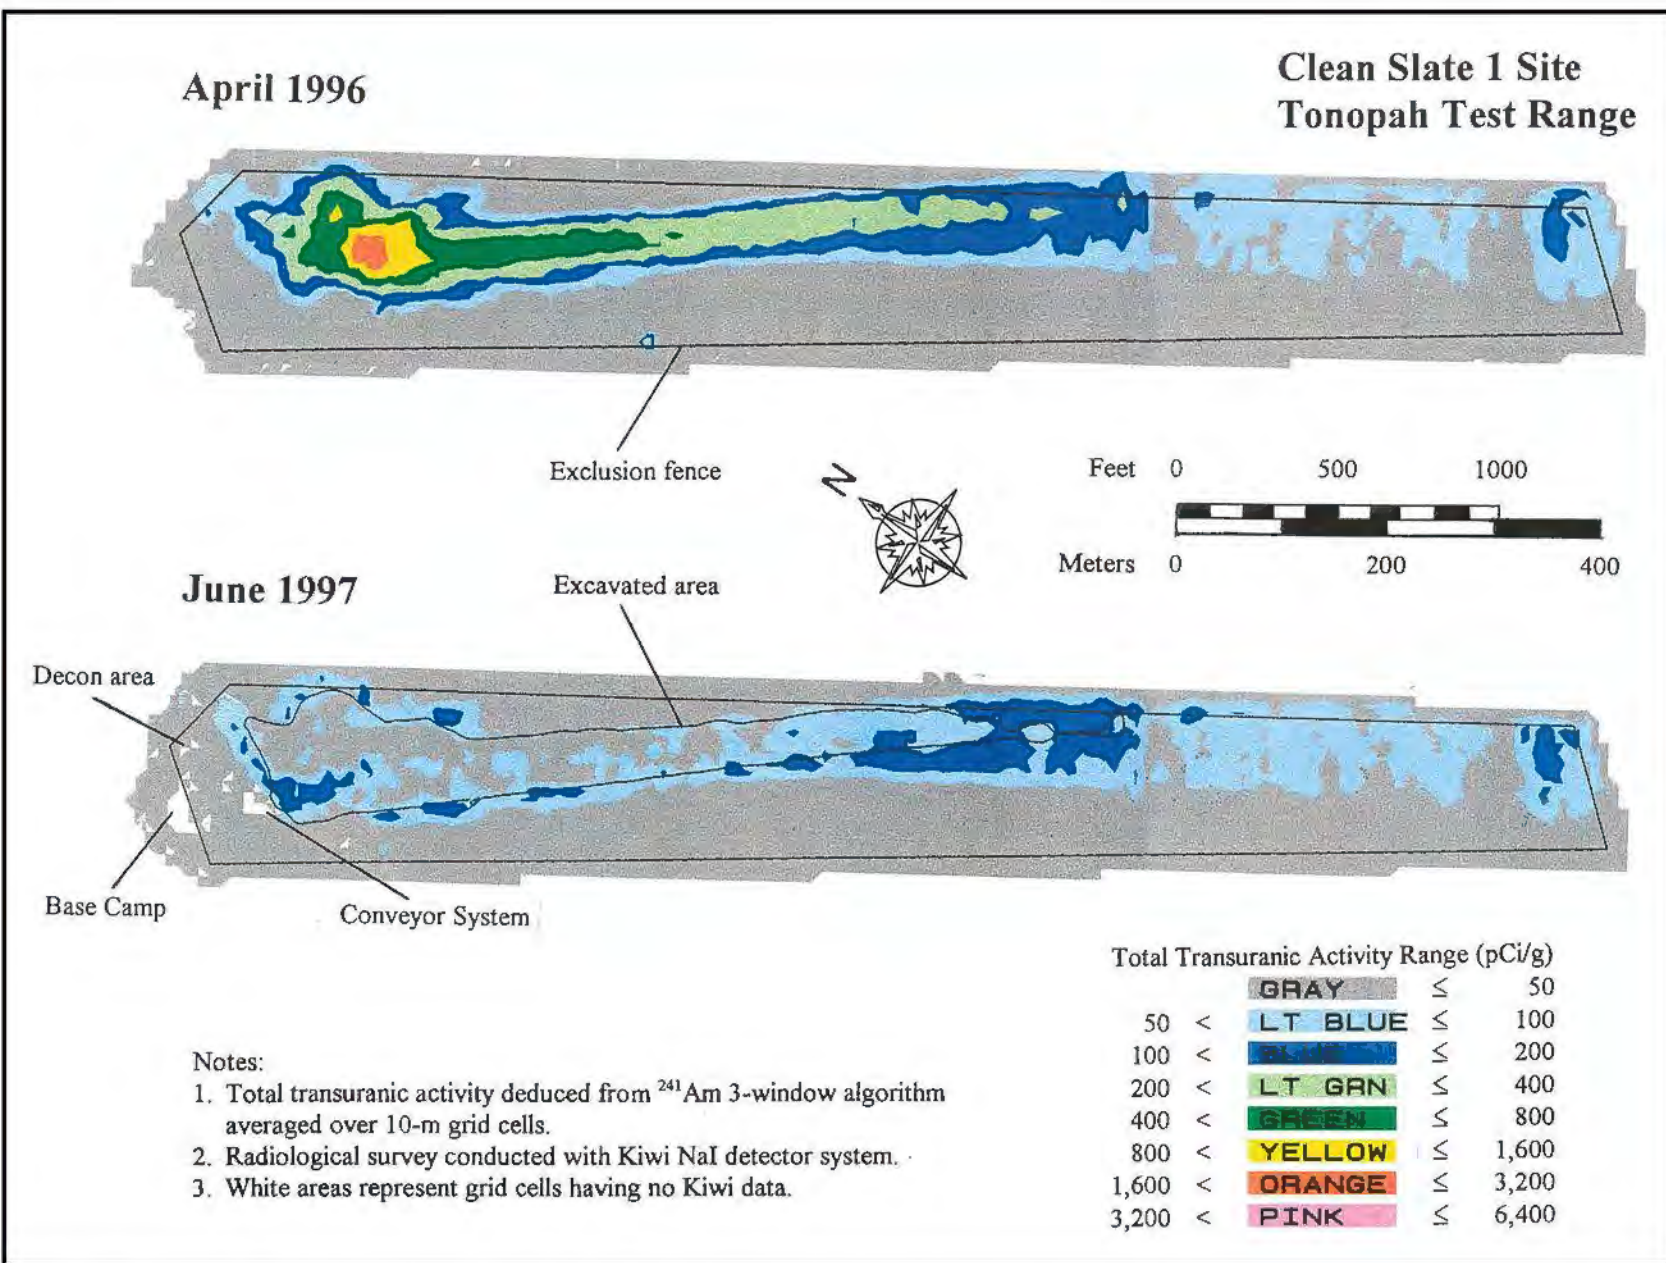 Clean Slate 1 Site
Tonopah Test Range
April 1996
Exclusion fence
N
Feet 0 500 1000
Meters 0 200 400
June 1997
Excavated area
Decon area
Base Camp
Conveyor System
Total Transuranic Activity Range (pCi/g)
GRAY ≤ 50
50 < LT BLUE ≤ 100
100 < BLUE ≤ 200
200 < LT GRN ≤ 400
400 < GREEN ≤ 800
800 < YELLOW ≤ 1,600
1,600 < ORANGE ≤ 3,200
3,200 < PINK ≤ 6,400
Notes:
1. Total transuranic activity deduced from ²⁴¹Am 3-window algorithm
averaged over 10-m grid cells.
2. Radiological survey conducted with Kiwi NaI detector system.
3. White areas represent grid cells having no Kiwi data.